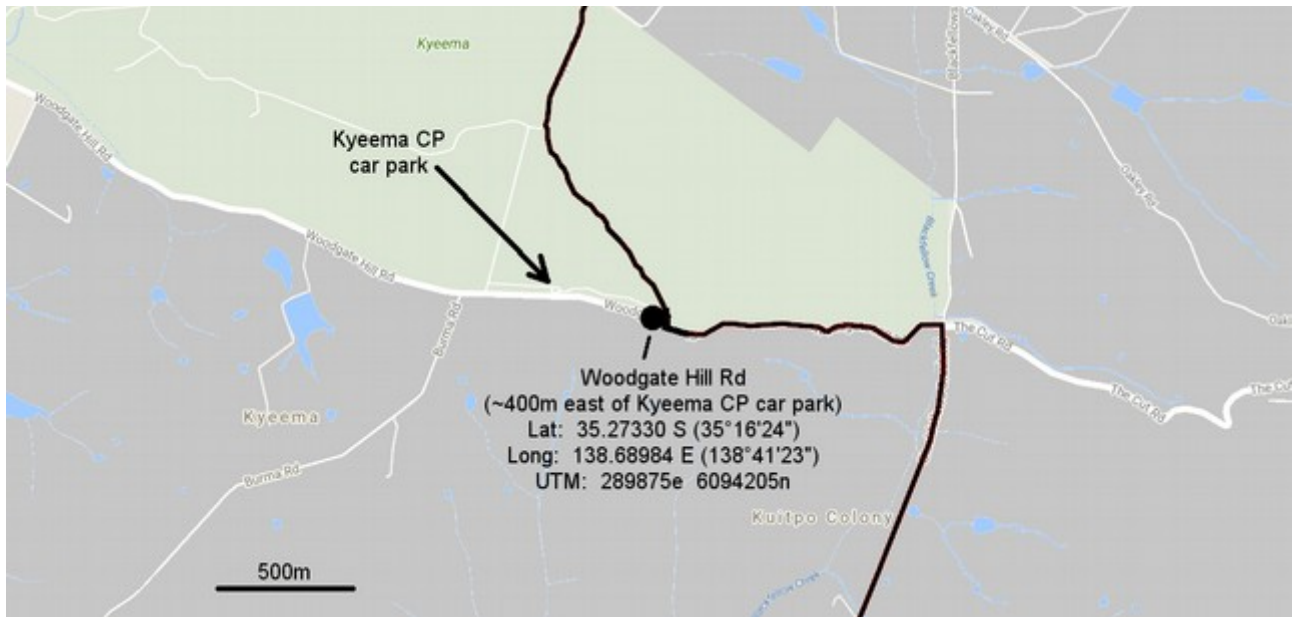 Kyeema
Oakley Rd
Blackfellows
Woodgate Hill Rd
Kyeema CP
car park
Oakley Rd
Blackfellow Creek
Woodgate Hill Rd
Woodg
The Cut Rd
Burma Rd
Woodgate Hill Rd
(~400m east of Kyeema CP car park)
Lat: 35.27330 S (35°16'24")
Long: 138.68984 E (138°41'23")
UTM: 289875e 6094205n
The Cut Rd
The Cut
Kyeema
Burma Rd
Kuitpo Colony
500m